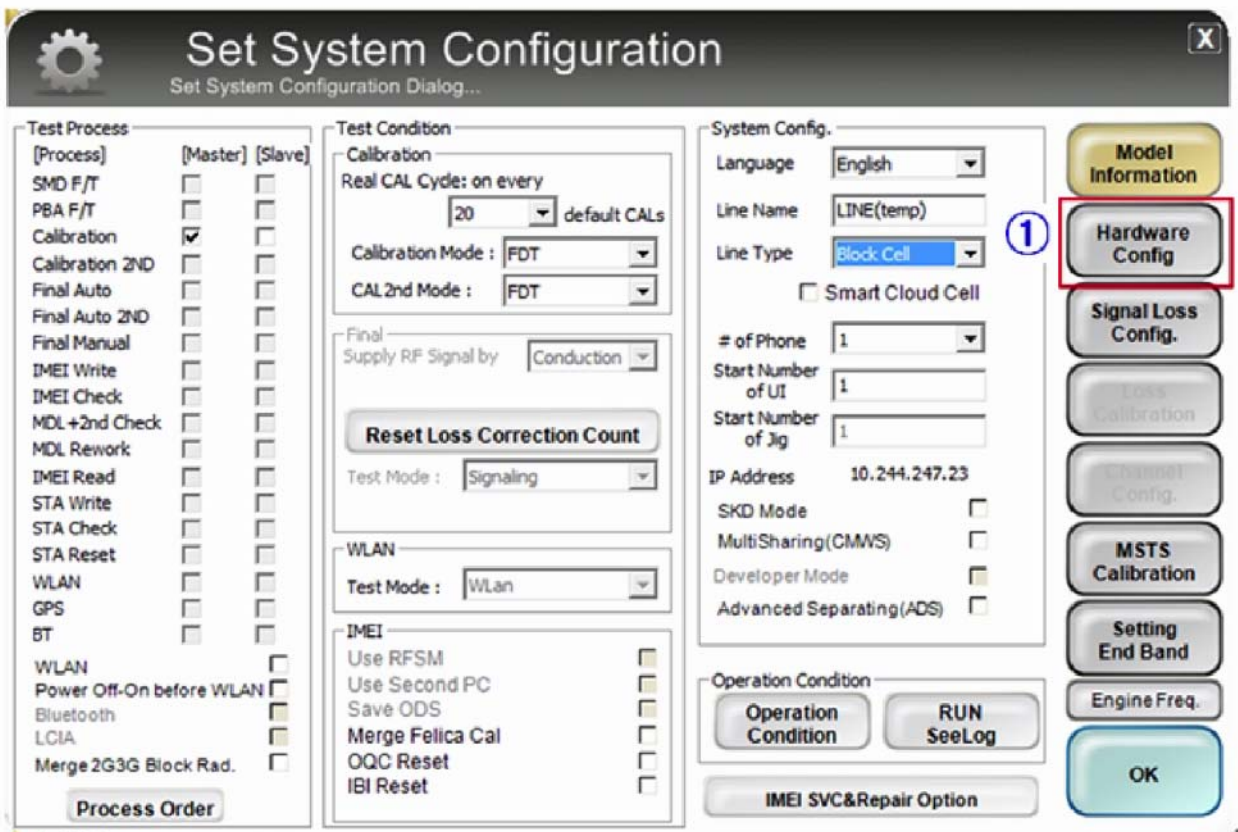 Set System Configuration
Set System Configuration Dialog...
X
Test Process
[Process] [Master] [Slave]
SMD F/T
PBA F/T
Calibration
Calibration 2ND
Final Auto
Final Auto 2ND
Final Manual
IMEI Write
IMEI Check
MDL+2nd Check
MDL Rework
IMEI Read
STA Write
STA Check
STA Reset
WLAN
GPS
BT
WLAN
Power Off-On before WLAN
Bluetooth
LCIA
Merge 2G3G Block Rad.
Process Order
Test Condition
Calibration
Real CAL Cycle: on every
20 default CALs
Calibration Mode : FDT
CAL2nd Mode : FDT
Final
Supply RF Signal by Conduction
Reset Loss Correction Count
Test Mode : Signaling
WLAN
Test Mode : WLan
IMEI
Use RFSM
Use Second PC
Save ODS
Merge Felica Cal
OQC Reset
IBI Reset
System Config.
Language English
Line Name LINE(temp)
Line Type Block Cell
Smart Cloud Cell
# of Phone 1
Start Number
of UI 1
Start Number
of Jig 1
IP Address 10.244.247.23
SKD Mode
MultiSharing(CMWS)
Developer Mode
Advanced Separating(ADS)
Operation Condition
Operation
Condition
RUN
SeeLog
IMEI SVC&Repair Option
Model
Information
①
Hardware
Config
Signal Loss
Config.
Loss
Calibration
Channel
Config.
MSTS
Calibration
Setting
End Band
Engine Freq.
OK